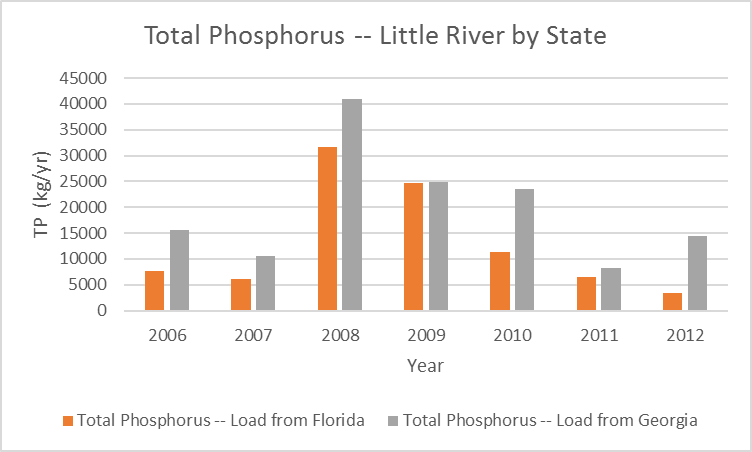 Total Phosphorus -- Little River by State
45000
40000
35000
30000
25000
20000
15000
10000
5000
0
TP (kg/yr)
2006 2007 2008 2009 2010 2011 2012
Year
Total Phosphorus -- Load from Florida Total Phosphorus -- Load from Georgia